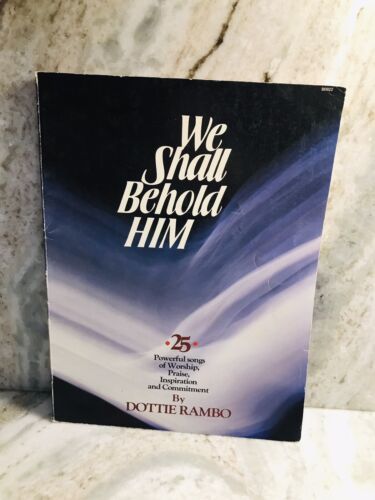 We
Shall
Behold
HIM
•25•
Powerful songs
of Worship,
Praise,
Inspiration
and Commitment
By
DOTTIE RAMBO